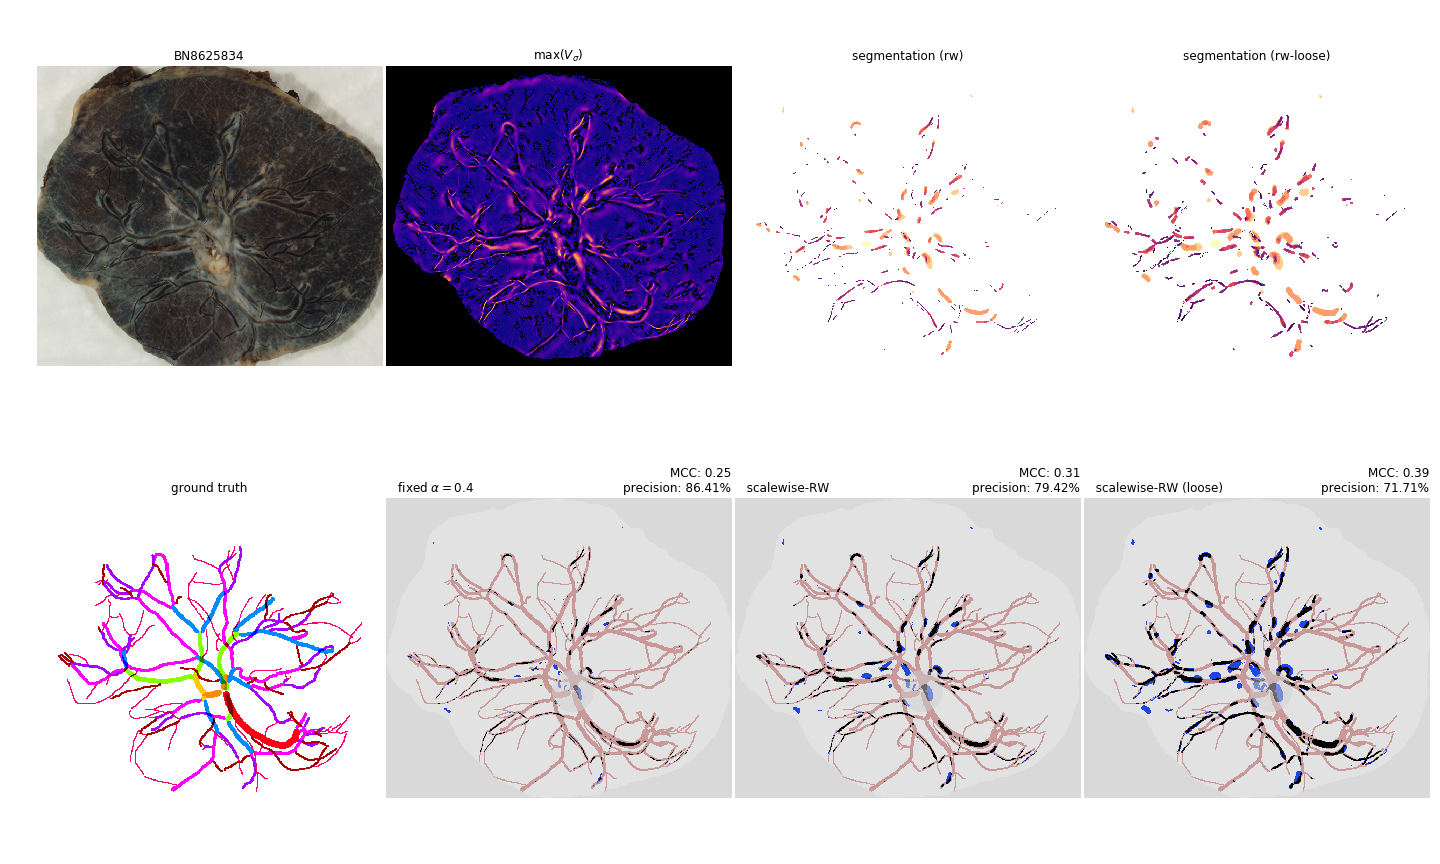 BN8625834
max(Vσ)
segmentation (rw)
segmentation (rw-loose)
ground truth
fixed α = 0.4
MCC: 0.25
precision: 86.41%
scalewise-RW
MCC: 0.31
precision: 79.42%
scalewise-RW (loose)
MCC: 0.39
precision: 71.71%